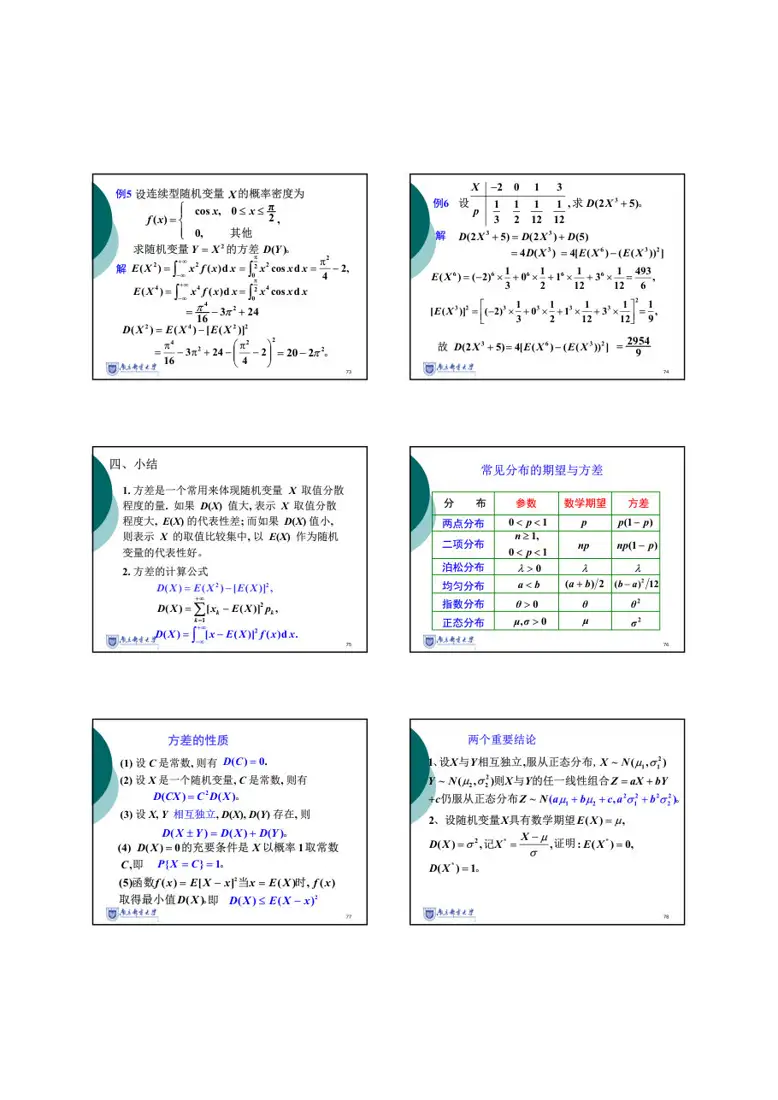 例5 设连续型随机变量 X 的概率密度为
f(x) = { cos x, 0 ≤ x ≤ π/2,
0, 其他
求随机变量 Y = X² 的方差 D(Y)。
解 E(X²) = ∫_{−∞}^{+∞} x² f(x)d x = ∫_0^{π/2} x² cos x d x = π²/4 − 2,
E(X⁴) = ∫_{−∞}^{+∞} x⁴ f(x)d x = ∫_0^{π/2} x⁴ cos x d x
= π⁴/16 − 3π² + 24
D(X²) = E(X⁴) − [E(X²)]²
= π⁴/16 − 3π² + 24 − (π²/4 − 2)² = 20 − 2π²。
73
例6 设
X −2 0 1 3
p 1/3 1/2 1/12 1/12
, 求 D(2X³ + 5)。
解 D(2X³ + 5) = D(2X³) + D(5)
= 4D(X³) = 4[E(X⁶) − (E(X³))²]
E(X⁶) = (−2)⁶ × 1/3 + 0⁶ × 1/2 + 1⁶ × 1/12 + 3⁶ × 1/12 = 493/6,
[E(X³)]² = [(−2)³ × 1/3 + 0³ × 1/2 + 1³ × 1/12 + 3³ × 1/12]² = 1/9,
故 D(2X³ + 5) = 4[E(X⁶) − (E(X³))²] = 2954/9
74
四、小结
1. 方差是一个常用来体现随机变量 X 取值分散
程度的量. 如果 D(X) 值大, 表示 X 取值分散
程度大, E(X) 的代表性差; 而如果 D(X) 值小,
则表示 X 的取值比较集中, 以 E(X) 作为随机
变量的代表性好。
2. 方差的计算公式
D(X) = E(X²) − [E(X)]²,
D(X) = ∑_{k=1}^{+∞} [x_k − E(X)]² p_k,
D(X) = ∫_{−∞}^{+∞} [x − E(X)]² f(x)d x.
75
常见分布的期望与方差
分 布 参数 数学期望 方差
两点分布 0 < p < 1 p p(1 − p)
二项分布 n ≥ 1, 0 < p < 1 np np(1 − p)
泊松分布 λ > 0 λ λ
均匀分布 a < b (a + b)/2 (b − a)²/12
指数分布 θ > 0 θ θ²
正态分布 μ,σ > 0 μ σ²
76
方差的性质
(1) 设 C 是常数, 则有 D(C) = 0.
(2) 设 X 是一个随机变量, C 是常数, 则有
D(CX) = C²D(X)。
(3) 设 X, Y 相互独立, D(X), D(Y) 存在, 则
D(X ± Y) = D(X) + D(Y)。
(4) D(X) = 0 的充要条件是 X 以概率 1 取常数
C, 即 P{X = C} = 1。
(5)函数f(x) = E[X − x]²当x = E(X)时, f(x)
取得最小值D(X)。即 D(X) ≤ E(X − x)²
77
两个重要结论
1、设X与Y相互独立,服从正态分布, X ~ N(μ₁,σ₁²)
Y ~ N(μ₂,σ₂²)则X与Y的任一线性组合Z = aX + bY
+c仍服从正态分布Z ~ N(aμ₁ + bμ₂ + c, a²σ₁² + b²σ₂²)。
2、设随机变量X具有数学期望E(X) = μ,
D(X) = σ²,记X* = (X − μ)/σ,证明: E(X*) = 0,
D(X*) = 1。
78